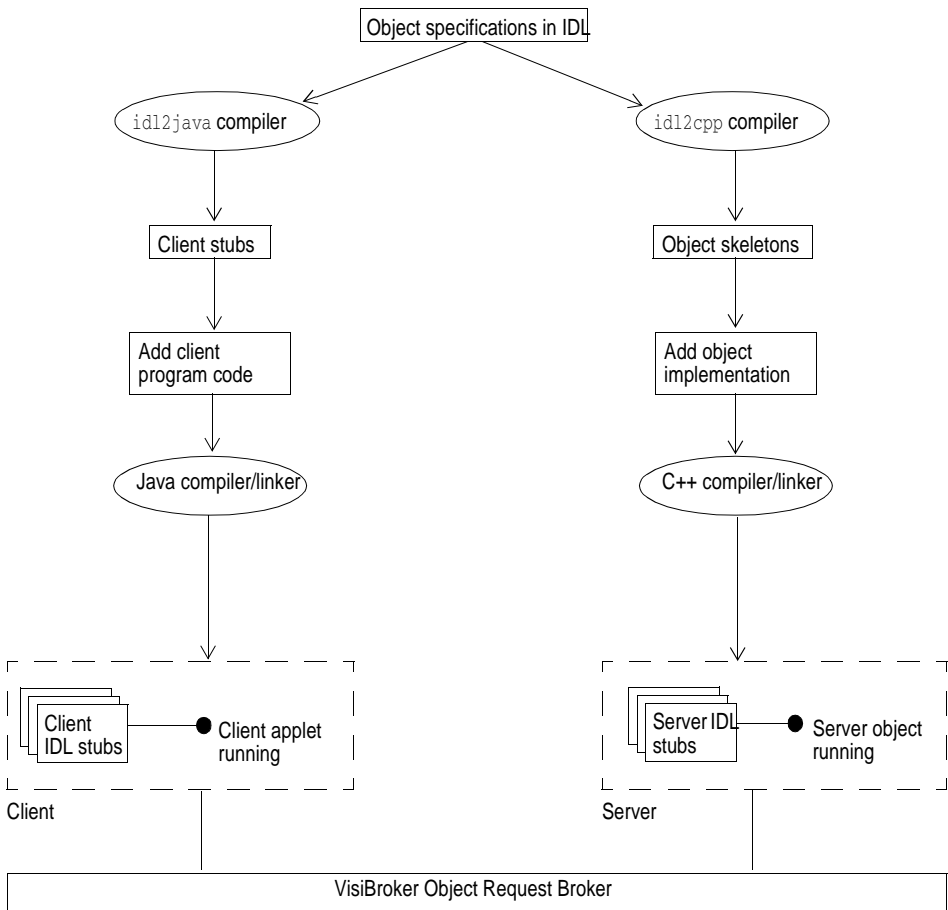 Object specifications in IDL
idl2java compiler
idl2cpp compiler
Client stubs
Object skeletons
Add client
program code
Add object
implementation
Java compiler/linker
C++ compiler/linker
Client
IDL stubs
Client applet
running
Server IDL
stubs
Server object
running
Client
Server
VisiBroker Object Request Broker